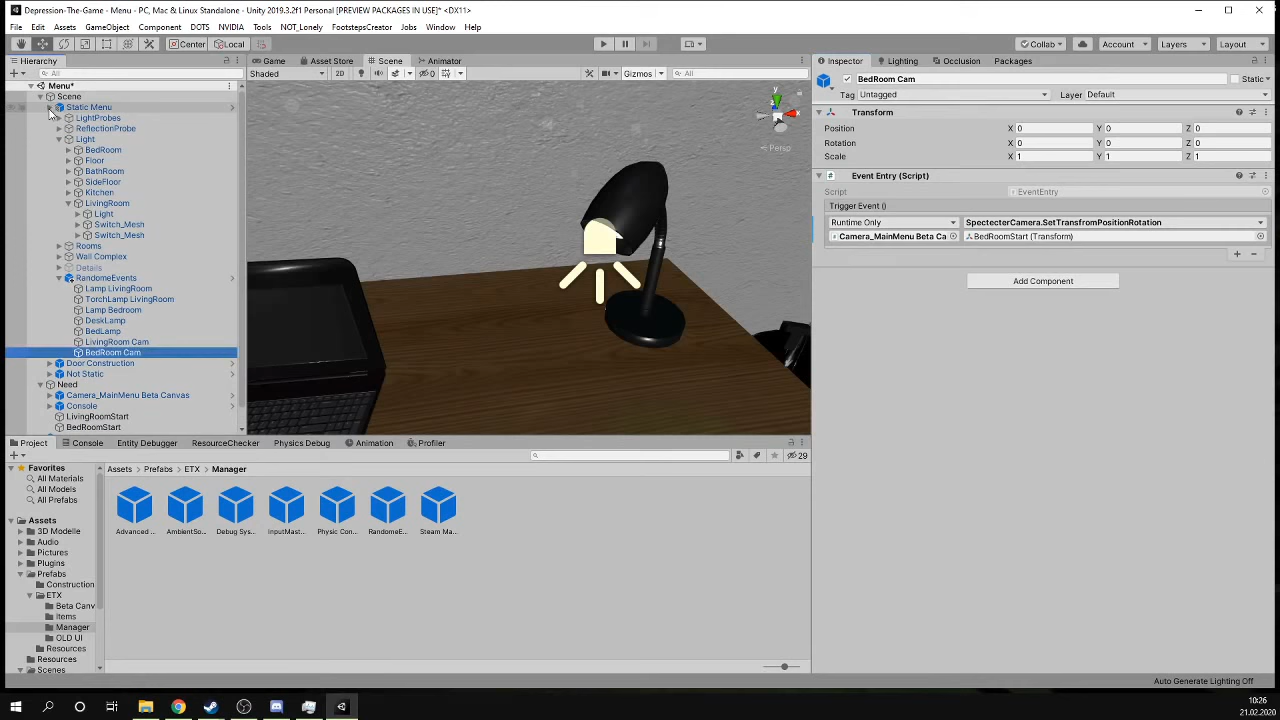 Depression-The-Game - Menu - PC, Mac & Linux Standalone - Unity 2019.3.2f1 Personal [PREVIEW PACKAGES IN USE]* <DX11>
File Edit Assets GameObject Component DOTS NVIDIA Tools NOT_Lonely FootstepsCreator Jobs Window Help
Center Local Collab Account Layers Layout
Hierarchy Game Asset Store Scene Animator Inspector Lighting Occlusion Packages
All
Shaded 2D 0 Gizmos All
Menu*
Scene
Static Menu
LightProbes
ReflectionProbe
Light
BedRoom
Floor
BathRoom
SideFloor
Kitchen
LivingRoom
Light
Switch_Mesh
Switch_Mesh
Rooms
Wall Complex
Details
RandomeEvents
Lamp LivingRoom
TorchLamp LivingRoom
Lamp Bedroom
DeskLamp
BedLamp
LivingRoom Cam
BedRoom Cam
Door Construction
Not Static
Need
Camera_MainMenu Beta Canvas
Console
LivingRoomStart
BedRoomStart
y
x
Persp
BedRoom Cam Static
Tag Untagged Layer Default
Transform
Position X 0 Y 0 Z 0
Rotation X 0 Y 0 Z 0
Scale X 1 Y 1 Z 1
Event Entry (Script)
Script EventEntry
Trigger Event ()
Runtime Only SpectecterCamera.SetTransfromPositionRotation
Camera_MainMenu Beta Ca BedRoomStart (Transform)
Add Component
Project Console Entity Debugger ResourceChecker Physics Debug Animation Profiler
29
Favorites
All Materials
All Models
All Prefabs
Assets
3D Modelle
Audio
Pictures
Plugins
Prefabs
Construction
ETX
Beta Canv
Items
Manager
OLD UI
Resources
Resources
Scenes
Assets > Prefabs > ETX > Manager
Advanced ... AmbientSo... Debug Sys... InputMast... Physic Con... RandomeE... Steam Ma...
Auto Generate Lighting Off
10:26
21.02.2020